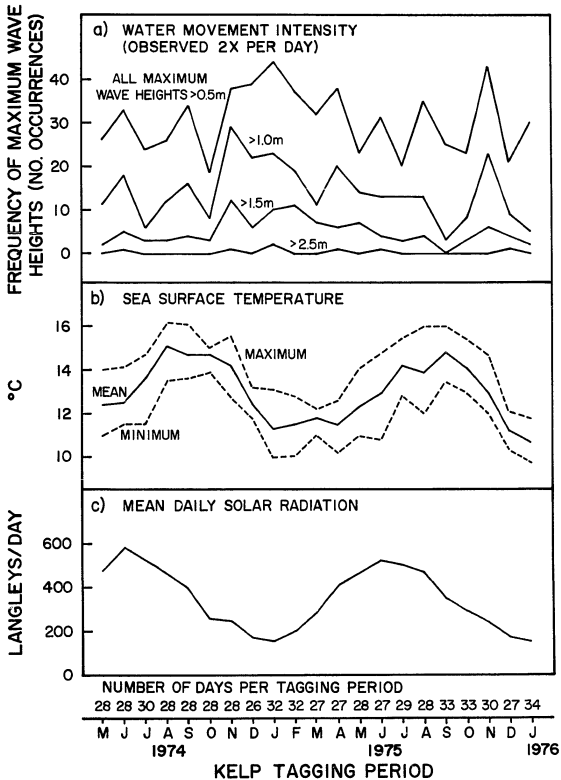 FREQUENCY OF MAXIMUM WAVE
HEIGHTS (NO. OCCURRENCES)
a) WATER MOVEMENT INTENSITY
(OBSERVED 2X PER DAY)
ALL MAXIMUM
WAVE HEIGHTS >0.5m
>1.0m
>1.5m
>2.5m
40
30
20
10
0
b) SEA SURFACE TEMPERATURE
°C
16
14
12
10
MAXIMUM
MEAN
MINIMUM
c) MEAN DAILY SOLAR RADIATION
LANGLEYS/DAY
600
400
200
0
NUMBER OF DAYS PER TAGGING PERIOD
28 28 30 28 28 28 28 26 32 32 27 27 28 27 29 28 33 33 30 27 34
M J J A S O N D J F M A M J J A S O N D J
1974 1975 1976
KELP TAGGING PERIOD